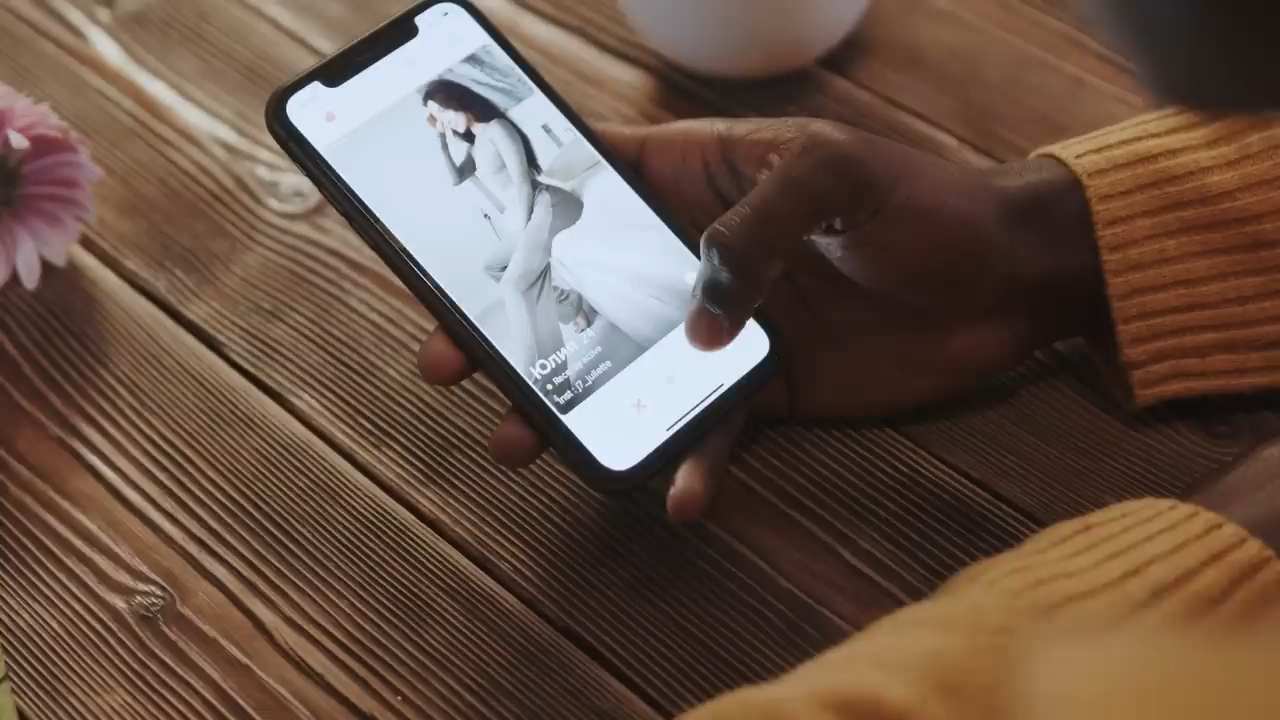 Юлия 24
Recently active
inst : j7_juliette